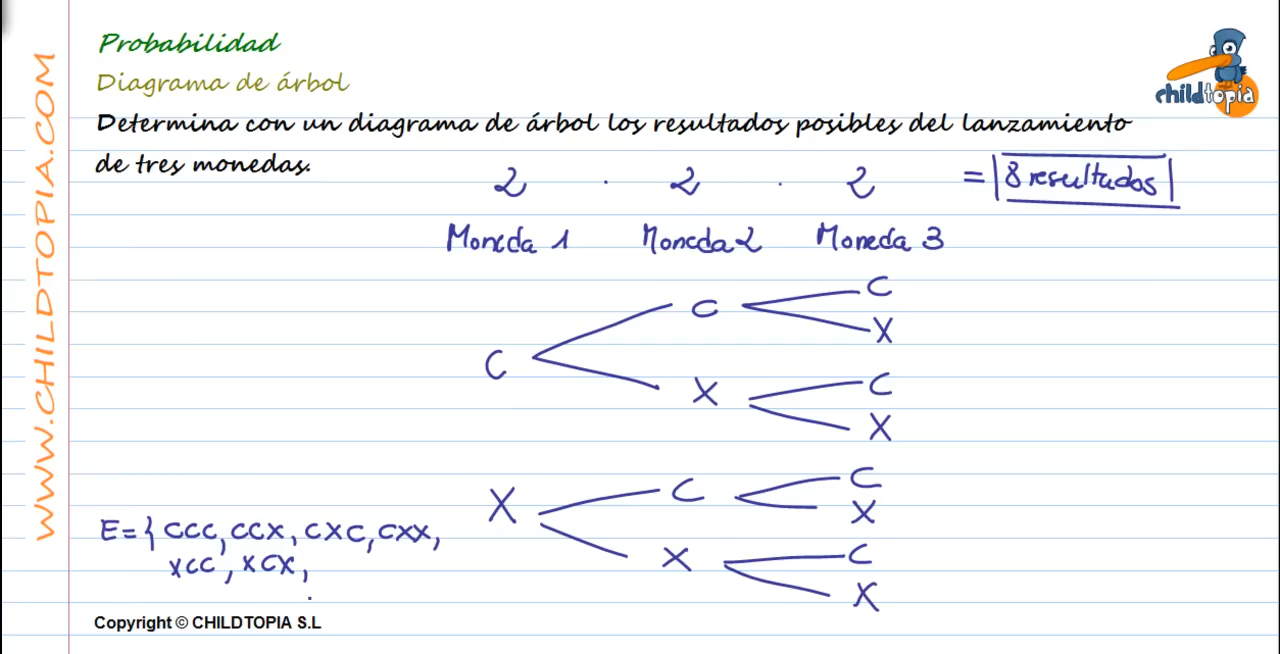 Probabilidad
Diagrama de árbol
childtopia
Determina con un diagrama de árbol los resultados posibles del lanzamiento
de tres monedas.
2 · 2 · 2 = 8 resultados
Moneda 1 Moneda 2 Moneda 3
C
C
X
C
C
X
X
C
X
C
C
X
X
X
C
X
E={ CCC, CCX, CXC, CXX,
XCC, XCX,
Copyright © CHILDTOPIA S.L
WWW.CHILDTOPIA.COM